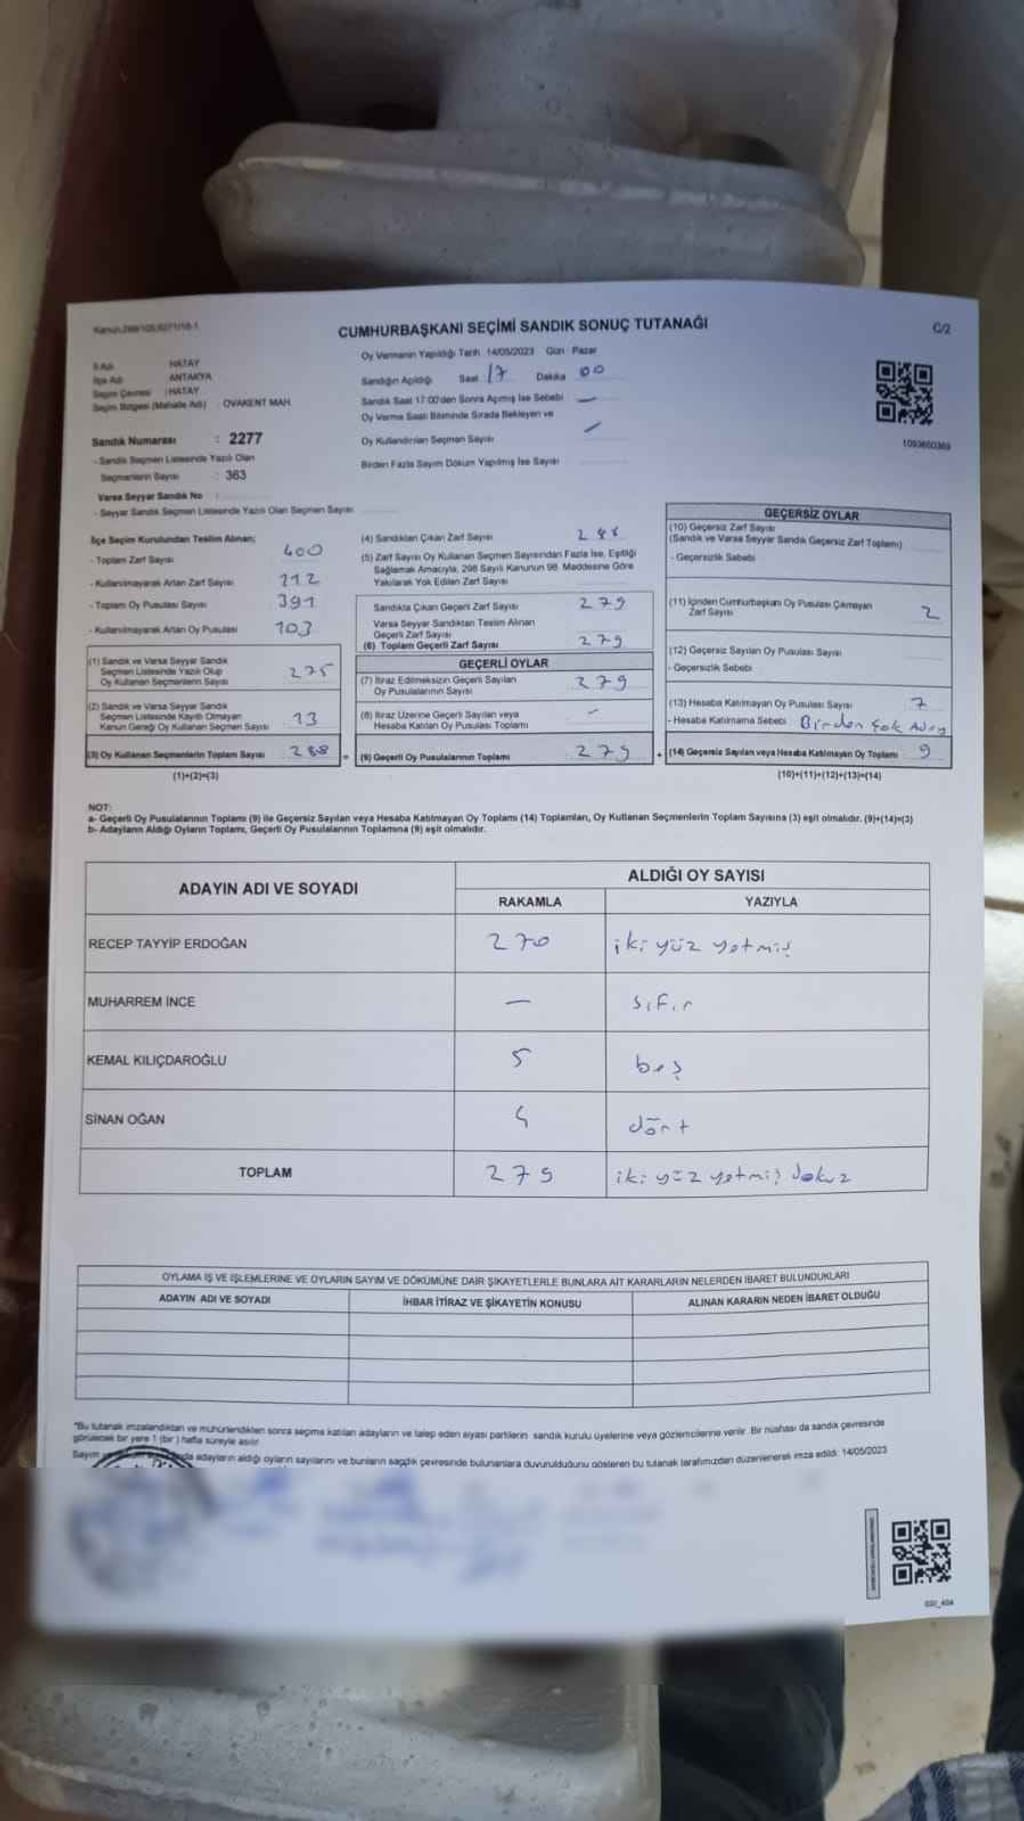 CUMHURBAŞKANI SEÇİMİ SANDIK SONUÇ TUTANAĞI
C/2
Oy Vermenin Yapıldığı Tarih 14/05/2023 Gün Pazar
İl Adı HATAY
İlçe Adı ANTAKYA
Seçim Çevresi : HATAY
Seçim Bölgesi (Mahalle Adı) OVAKENT MAH.
Sandığın Açıldığı Saat 17 Dakika 00
Sandık Saat 17:00'den Sonra Açılmış İse Sebebi —
Oy Verme Saati Bitiminde Sırada Bekleyen ve
Oy Kullandırılan Seçmen Sayısı
Birden Fazla Sayım Döküm Yapılmış İse Sayısı
Sandık Numarası : 2277
- Sandık Seçmen Listesinde Yazılı Olan
Seçmenlerin Sayısı : 363
Varsa Seyyar Sandık No
- Seyyar Sandık Seçmen Listesinde Yazılı Olan Seçmen Sayısı
İlçe Seçim Kurulundan Teslim Alınan;
- Toplam Zarf Sayısı 400
- Kullanılmayarak Artan Zarf Sayısı 112
- Toplam Oy Pusulası Sayısı 391
- Kullanılmayarak Artan Oy Pusulası 103
(1) Sandık ve Varsa Seyyar Sandık
Seçmen Listesinde Yazılı Olup
Oy Kullanan Seçmenlerin Sayısı 275
(2) Sandık ve Varsa Seyyar Sandık
Seçmen Listesinde Kayıtlı Olmayan
Kanun Gereği Oy Kullanan Seçmen Sayısı 13
(3) Oy Kullanan Seçmenlerin Toplam Sayısı 288
(1)+(2)=(3)
(4) Sandıktan Çıkan Zarf Sayısı 288
(5) Zarf Sayısı Oy Kullanan Seçmen Sayısından Fazla İse, Eşitliği
Sağlamak Amacıyla, 298 Sayılı Kanunun 98. Maddesine Göre
Yakılarak Yok Edilen Zarf Sayısı
Sandıkta Çıkan Geçerli Zarf Sayısı 279
Varsa Seyyar Sandıktan Teslim Alınan
Geçerli Zarf Sayısı
(6) Toplam Geçerli Zarf Sayısı 279
GEÇERLİ OYLAR
(7) İtiraz Edilmeksizin Geçerli Sayılan
Oy Pusulalarının Sayısı 279
(8) İtiraz Üzerine Geçerli Sayılan veya
Hesaba Katılan Oy Pusulası Toplamı –
(9) Geçerli Oy Pusulalarının Toplamı 279
GEÇERSİZ OYLAR
(10) Geçersiz Zarf Sayısı
(Sandık ve Varsa Seyyar Sandık Geçersiz Zarf Toplamı)
- Geçersizlik Sebebi
(11) İçinden Cumhurbaşkanı Oy Pusulası Çıkmayan
Zarf Sayısı 2
(12) Geçersiz Sayılan Oy Pusulası Sayısı
- Geçersizlik Sebebi
(13) Hesaba Katılmayan Oy Pusulası Sayısı 7
- Hesaba Katılmama Sebebi Birden Çok Aday
(14) Geçersiz Sayılan veya Hesaba Katılmayan Oy Toplamı 9
(10)+(11)+(12)+(13)=(14)
NOT:
a- Geçerli Oy Pusulalarının Toplamı (9) ile Geçersiz Sayılan veya Hesaba Katılmayan Oy Toplamı (14) Toplamları, Oy Kullanan Seçmenlerin Toplam Sayısına (3) eşit olmalıdır. (9)+(14)=(3)
b- Adayların Aldığı Oyların Toplamı, Geçerli Oy Pusulalarının Toplamına (9) eşit olmalıdır.
ADAYIN ADI VE SOYADI ALDIĞI OY SAYISI
RAKAMLA YAZIYLA
RECEP TAYYİP ERDOĞAN 270 iki yüz yetmiş
MUHARREM İNCE — sıfır
KEMAL KILIÇDAROĞLU 5 beş
SİNAN OĞAN 4 dört
TOPLAM 279 iki yüz yetmiş dokuz
OYLAMA İŞ VE İŞLEMLERİNE VE OYLARIN SAYIM VE DÖKÜMÜNE DAİR ŞİKAYETLERLE BUNLARA AİT KARARLARIN NELERDEN İBARET BULUNDUKLARI
ADAYIN ADI VE SOYADI İHBAR İTİRAZ VE ŞİKAYETİN KONUSU ALINAN KARARIN NEDEN İBARET OLDUĞU
*Bu tutanak imzalandıktan ve mühürlendikten sonra seçime katılan adayların ve talep eden siyasi partilerin sandık kurulu üyelerine veya gözlemcilerine verilir. Bir nüshası da sandık çevresinde
görülecek bir yere 1 (bir) hafta süreyle asılır.
adayların aldığı oyların sayılarını ve bunların sandık çevresinde bulunanlara duyurulduğunu gösteren bu tutanak tarafımızdan düzenlenerek imza edildi. 14/05/2023